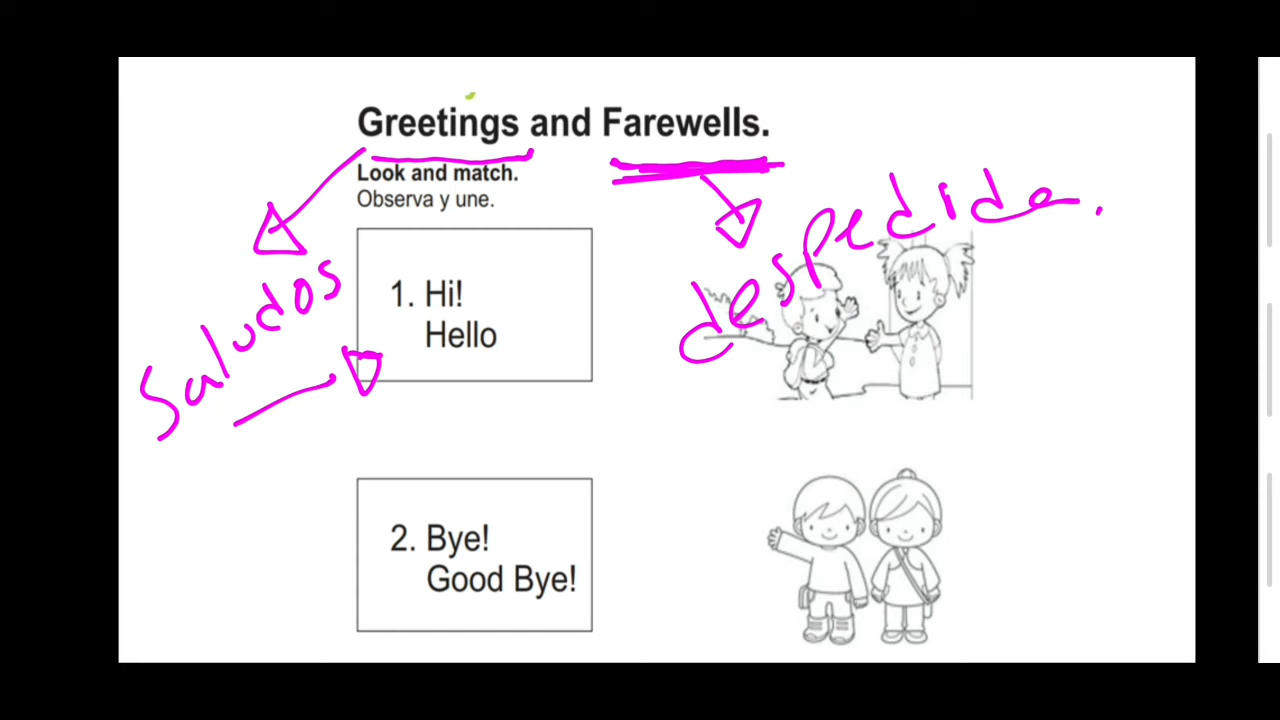 Greetings and Farewells.
Look and match.
Observa y une.
despedida.
Saludos
1. Hi!
Hello
2. Bye!
Good Bye!